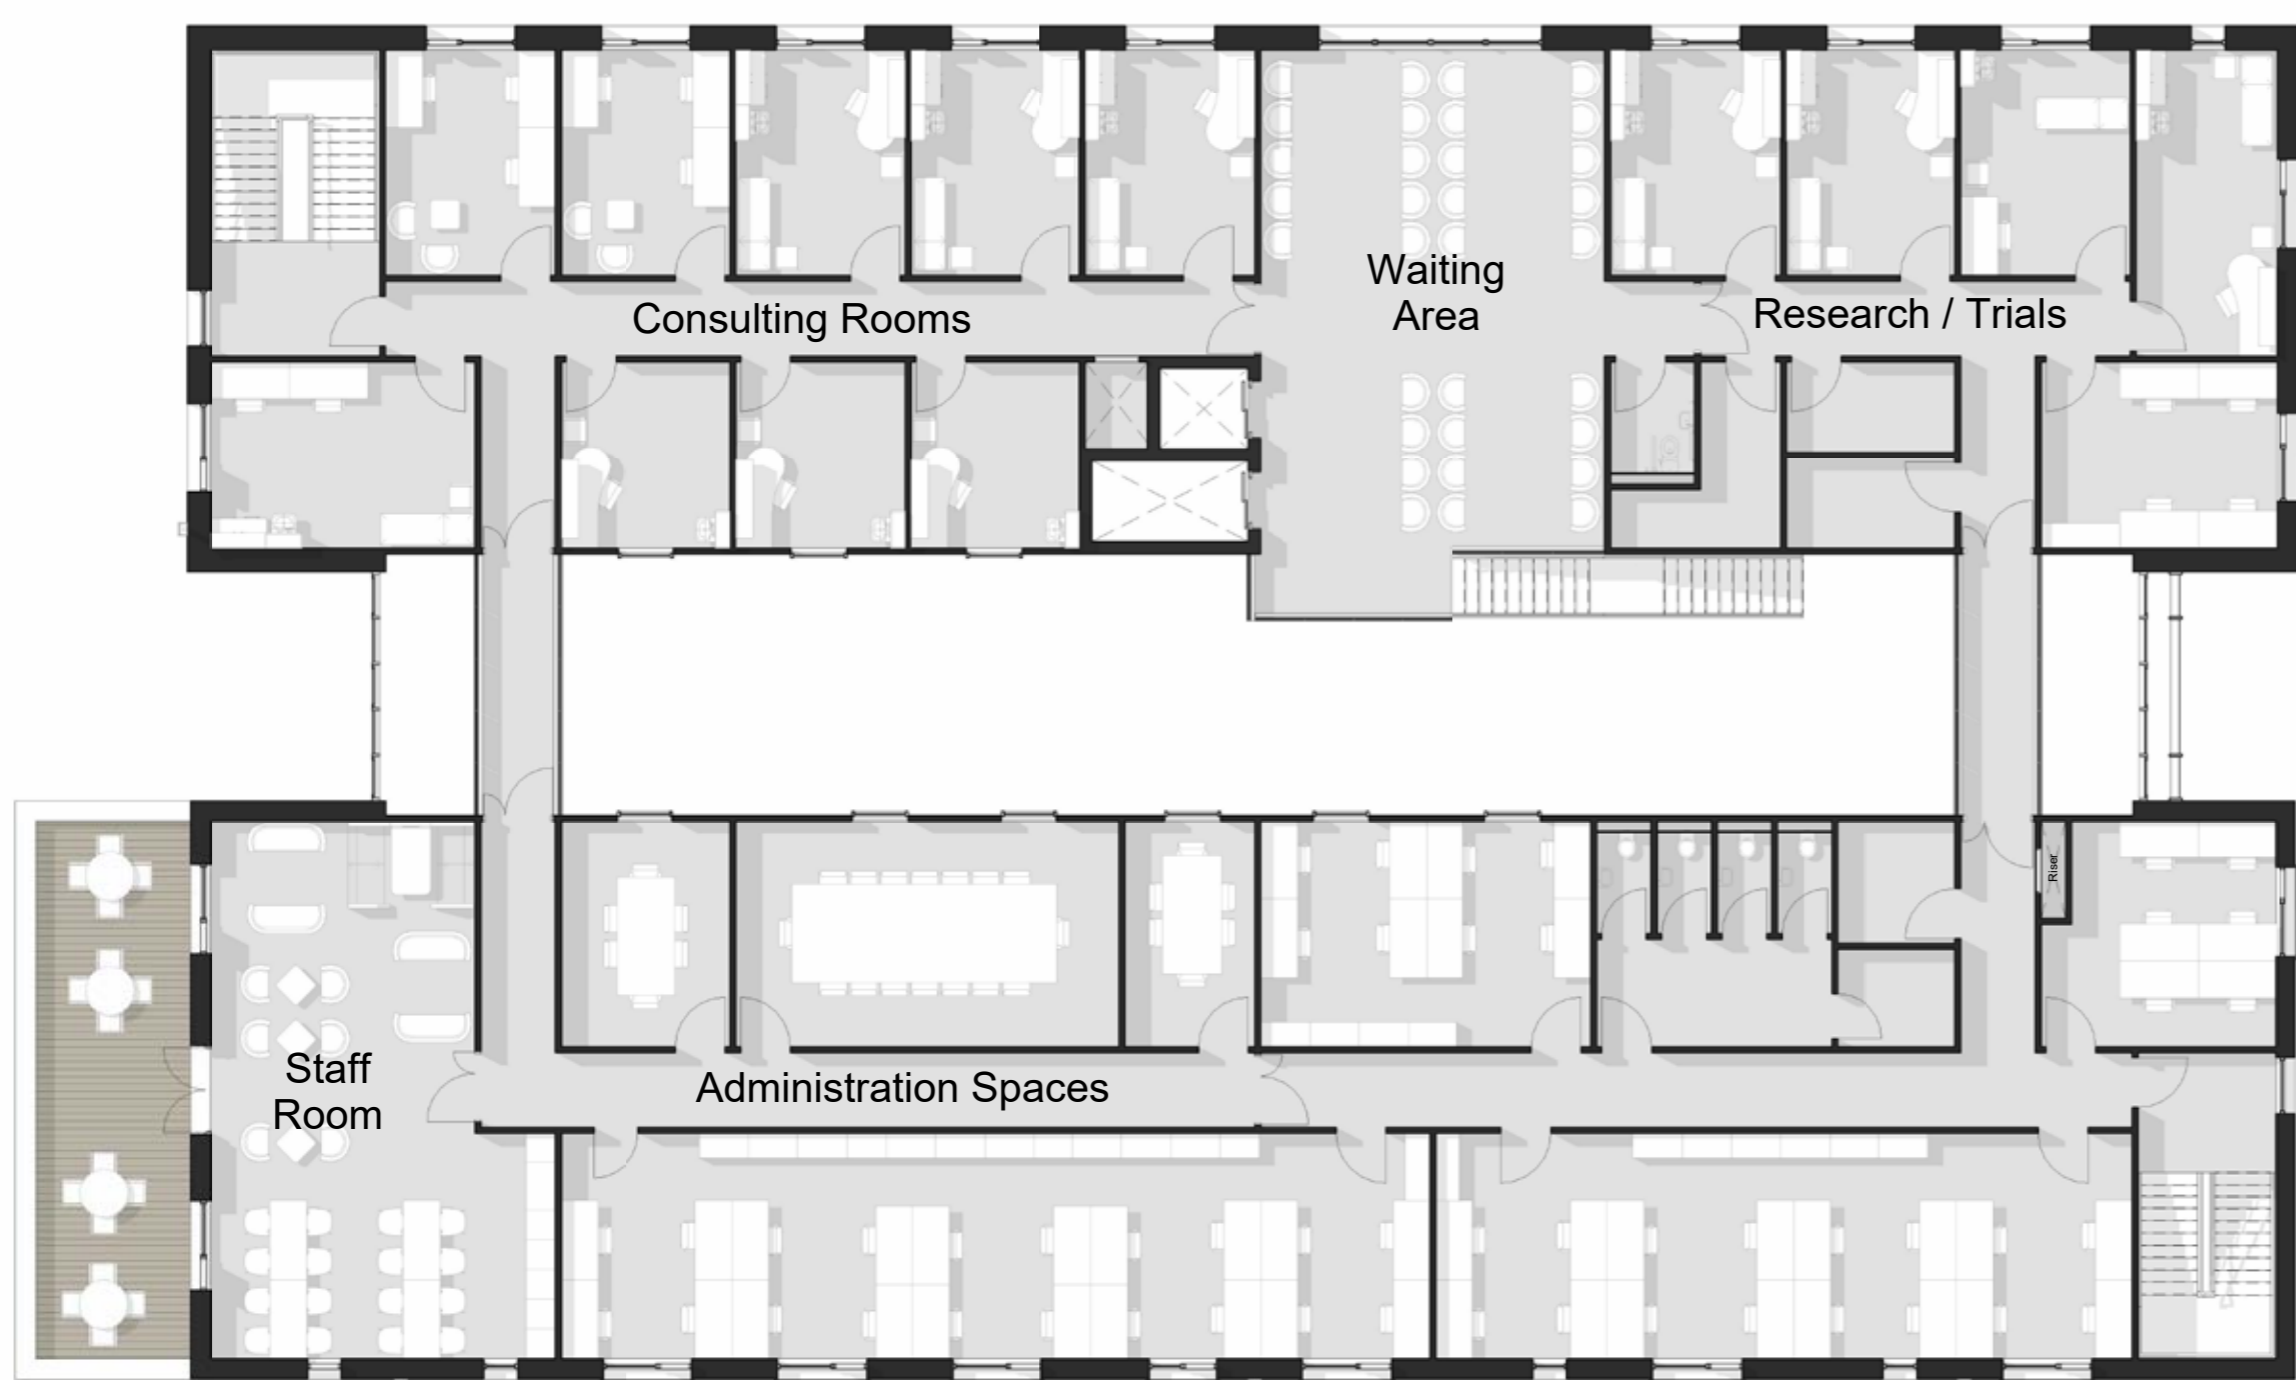 Waiting
Area
Consulting Rooms
Research / Trials
Riser
Staff
Room
Administration Spaces